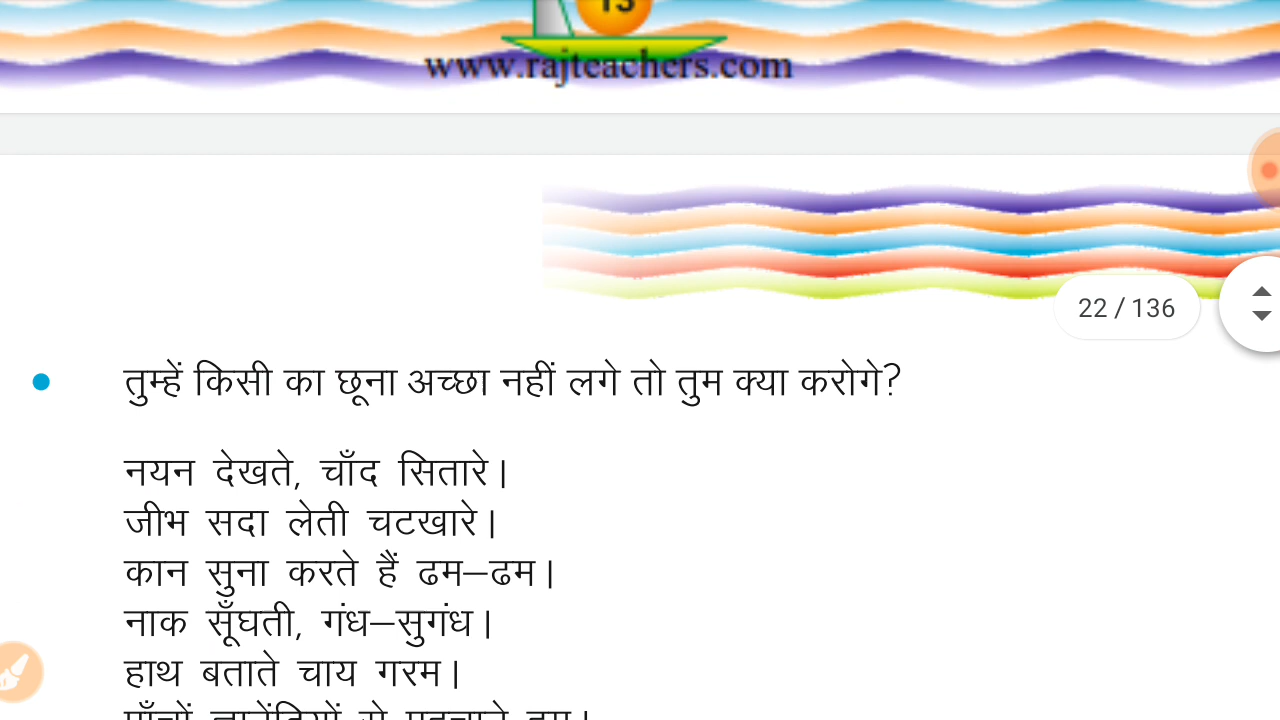 13
www.rajteachers.com
22 / 136
तुम्हें किसी का छूना अच्छा नहीं लगे तो तुम क्या करोगे?
नयन देखते, चाँद सितारे।
जीभ सदा लेती चटखारे।
कान सुना करते हैं ढम–ढम।
नाक सूँघती, गंध–सुगंध।
हाथ बताते चाय गरम।